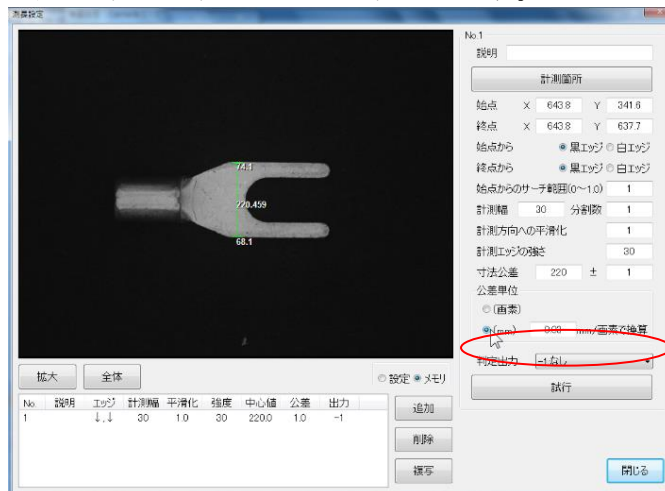 測長設定
No.1
説明
計測箇所
始点 X 643.8 Y 341.6
終点 X 643.8 Y 637.7
始点から 黒エッジ 白エッジ
終点から 黒エッジ 白エッジ
始点からのサーチ範囲(0～1.0) 1
計測幅 30 分割数 1
計測方向への平滑化 1
計測エッジの強さ 30
寸法公差 220 ± 1
公差単位
(画素)
(mm) mm/画素で換算
判定出力 -1:なし
試行
74.1
220.459
68.1
拡大 全体 設定 メモリ
No. 説明 エッジ 計測幅 平滑化 強度 中心値 公差 出力
1 ↓,↓ 30 1.0 30 220.0 1.0 -1
追加
削除
複写
閉じる